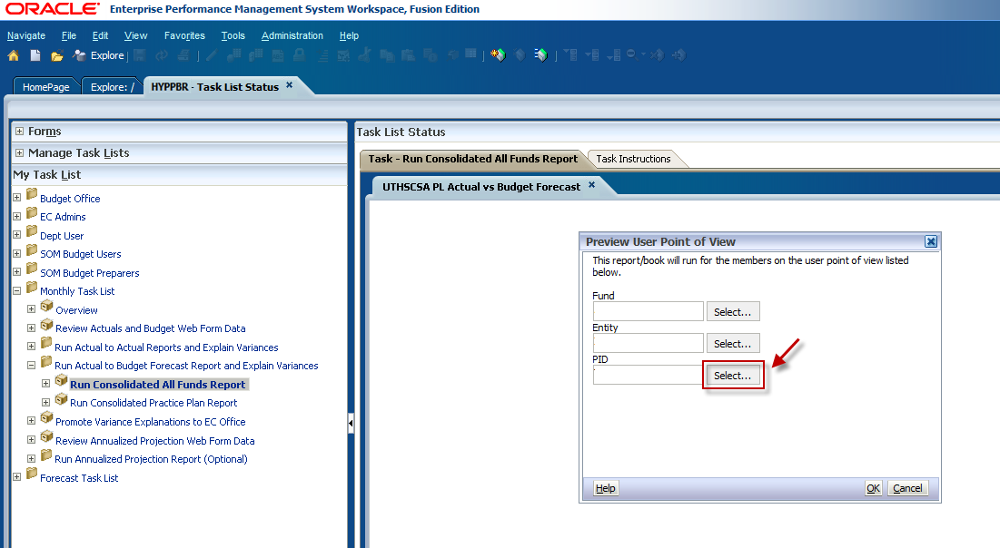 ORACLE® Enterprise Performance Management System Workspace, Fusion Edition
Navigate File Edit View Favorites Tools Administration Help
Explore
HomePage Explore: / HYPPBR - Task List Status
Forms
Manage Task Lists
My Task List
Budget Office
EC Admins
Dept User
SOM Budget Users
SOM Budget Preparers
Monthly Task List
Overview
Review Actuals and Budget Web Form Data
Run Actual to Actual Reports and Explain Variances
Run Actual to Budget Forecast Report and Explain Variances
Run Consolidated All Funds Report
Run Consolidated Practice Plan Report
Promote Variance Explanations to EC Office
Review Annualized Projection Web Form Data
Run Annualized Projection Report (Optional)
Forecast Task List
Task List Status
Task - Run Consolidated All Funds Report Task Instructions
UTHSCSA PL Actual vs Budget Forecast
Preview User Point of View
This report/book will run for the members on the user point of view listed
below.
Fund
Select...
Entity
Select...
PID
Select...
Help OK Cancel